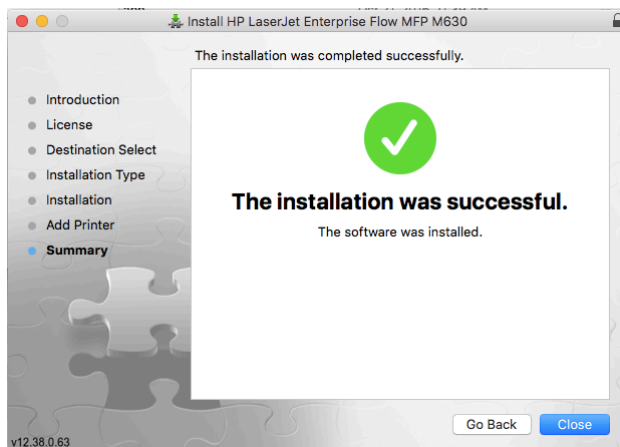 Install HP LaserJet Enterprise Flow MFP M630
The installation was completed successfully.
Introduction
License
Destination Select
Installation Type
Installation
Add Printer
Summary
The installation was successful.
The software was installed.
Go Back
Close
v12.38.0.63